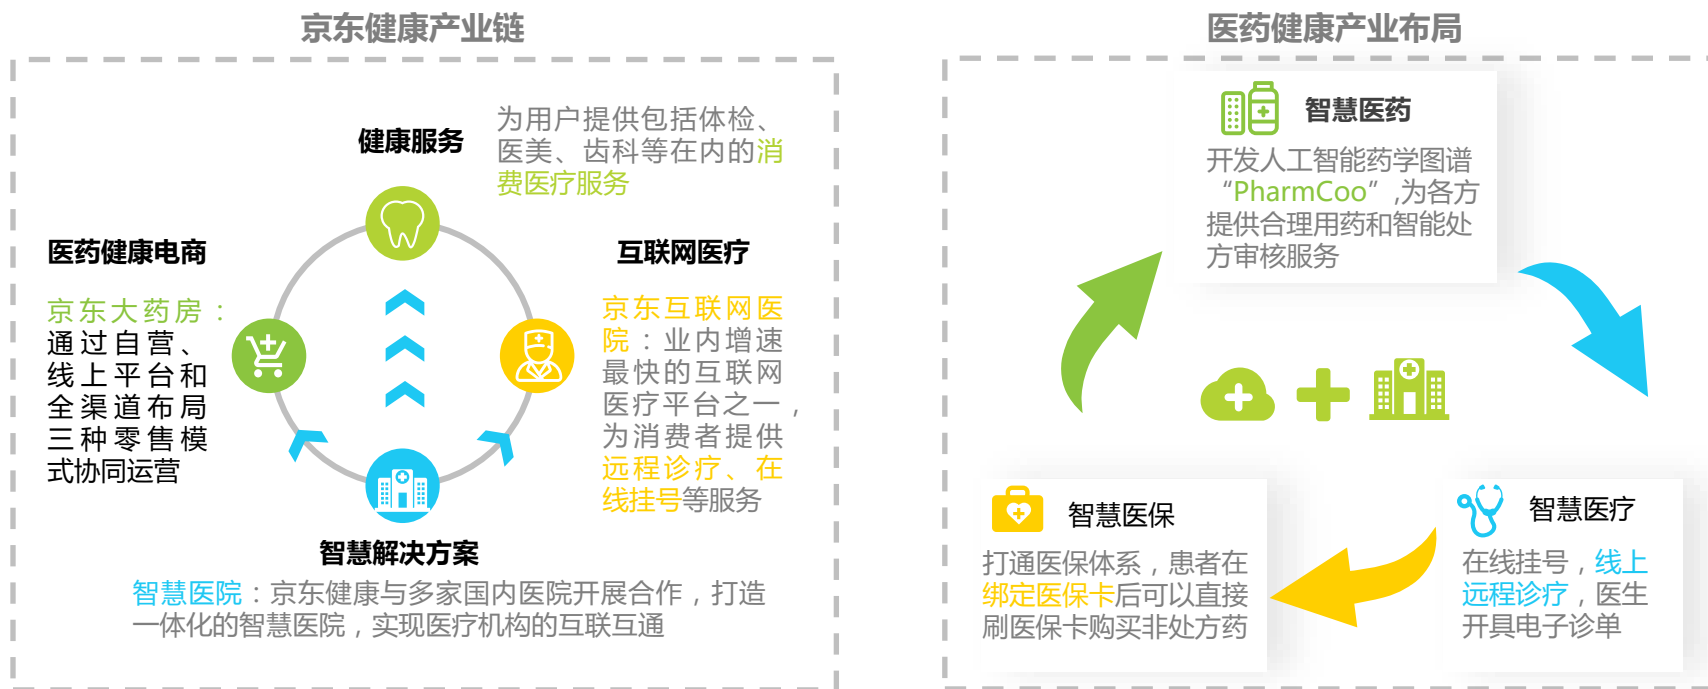 京东健康产业链
健康服务
为用户提供包括体检、
医美、齿科等在内的消
费医疗服务
医药健康电商
京东大药房：
通过自营、
线上平台和
全渠道布局
三种零售模
式协同运营
互联网医疗
京东互联网医
院：业内增速
最快的互联网
医疗平台之一，
为消费者提供
远程诊疗、在
线挂号等服务
智慧解决方案
智慧医院：京东健康与多家国内医院开展合作，打造
一体化的智慧医院，实现医疗机构的互联互通
医药健康产业布局
智慧医药
开发人工智能药学图谱
“PharmCoo”,为各方
提供合理用药和智能处
方审核服务
智慧医保
打通医保体系，患者在
绑定医保卡后可以直接
刷医保卡购买非处方药
智慧医疗
在线挂号，线上
远程诊疗，医生
开具电子诊单